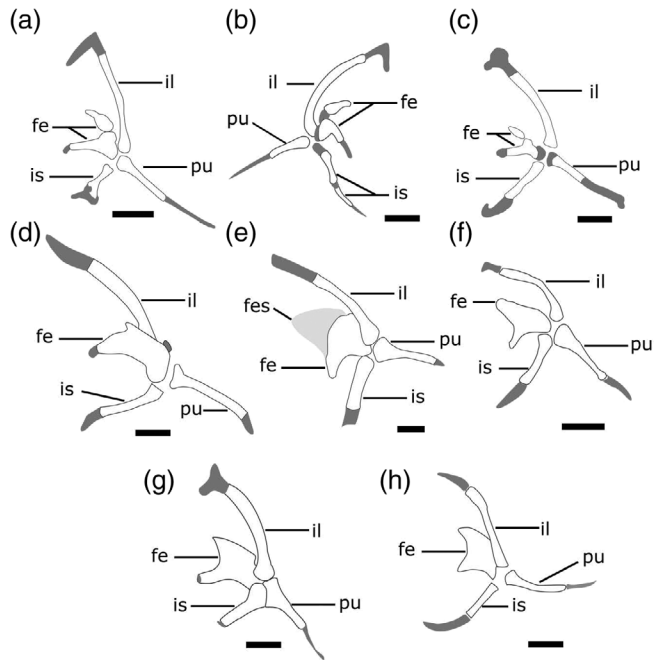 (a)
il
fe
is
pu
(b)
il
fe
pu
is
(c)
il
fe
is
pu
(d)
il
fe
is
pu
(e)
il
fes
fe
pu
is
(f)
il
fe
is
pu
(g)
il
fe
is
pu
(h)
il
fe
pu
is